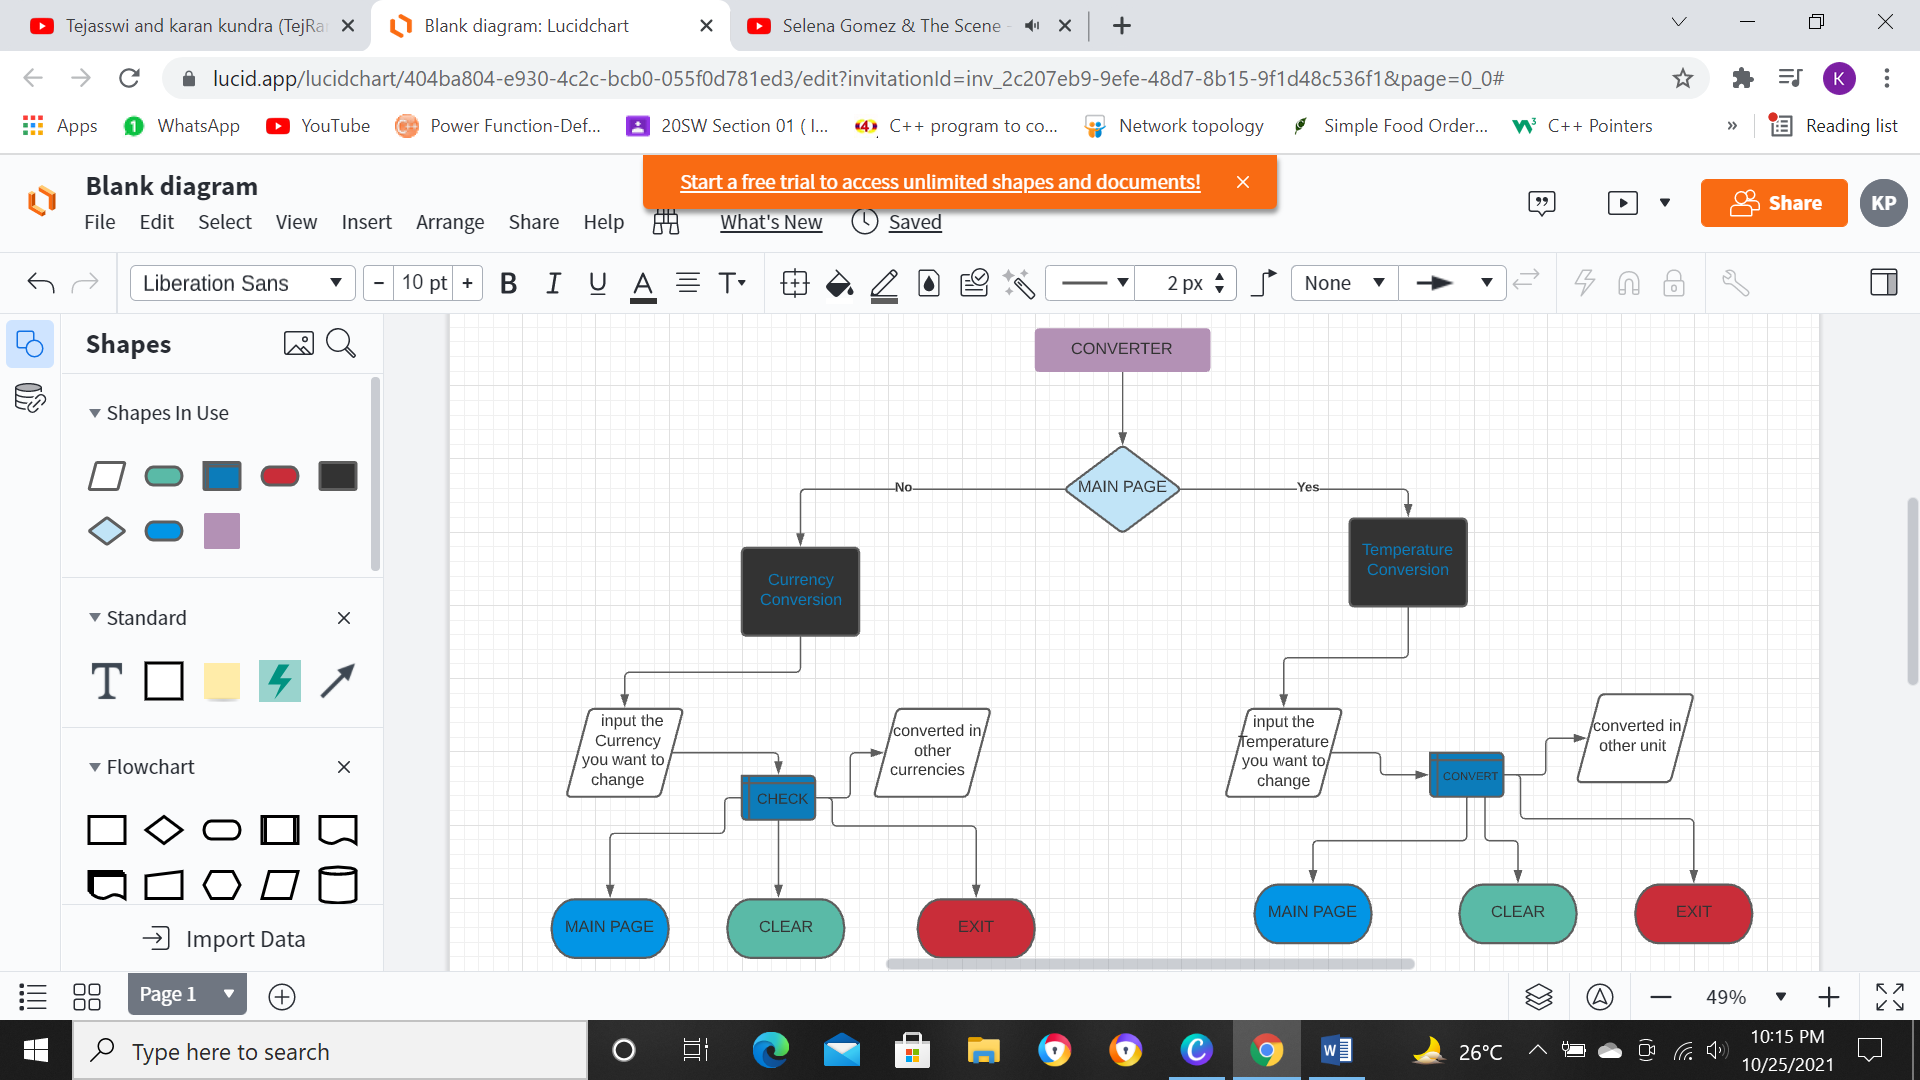 Tejasswi and karan kundra (TejRa
Blank diagram: Lucidchart
Selena Gomez & The Scene -
lucid.app/lucidchart/404ba804-e930-4c2c-bcb0-055f0d781ed3/edit?invitationId=inv_2c207eb9-9efe-48d7-8b15-9f1d48c536f1&page=0_0#
K
Apps
1
WhatsApp
YouTube
Power Function-Def...
20SW Section 01 ( I...
(4)
C++ program to co...
Network topology
Simple Food Order...
C++ Pointers
»
Reading list
Blank diagram
Start a free trial to access unlimited shapes and documents!
File Edit Select View Insert Arrange Share Help
What's New
Saved
Share
KP
Liberation Sans
- 10 pt +
B I U A T
2 px
None
Shapes
Shapes In Use
Standard
T
Flowchart
Import Data
CONVERTER
MAIN PAGE
No
Yes
Currency
Conversion
Temperature
Conversion
input the
Currency
you want to
change
converted in
other
currencies
CHECK
MAIN PAGE
CLEAR
EXIT
input the
Temperature
you want to
change
CONVERT
converted in
other unit
MAIN PAGE
CLEAR
EXIT
Page 1
49%
Type here to search
26°C
10:15 PM
10/25/2021